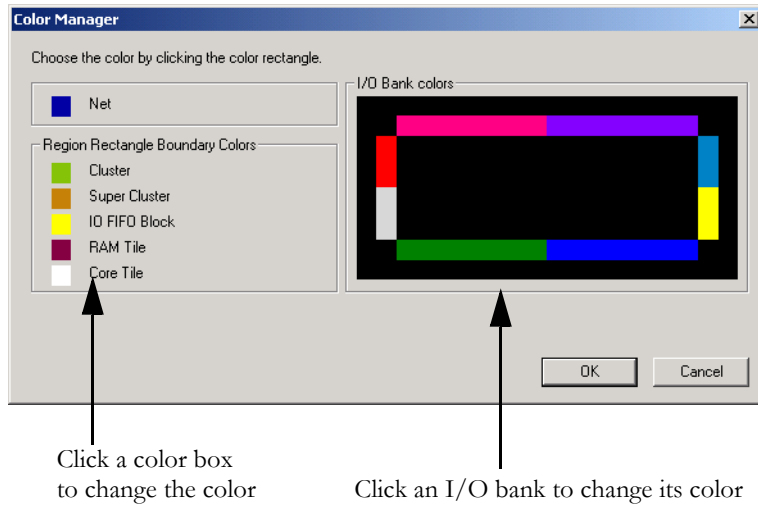 Color Manager
Choose the color by clicking the color rectangle.
Net
Region Rectangle Boundary Colors
Cluster
Super Cluster
IO FIFO Block
RAM Tile
Core Tile
I/O Bank colors
OK
Cancel
Click a color box
to change the color
Click an I/O bank to change its color